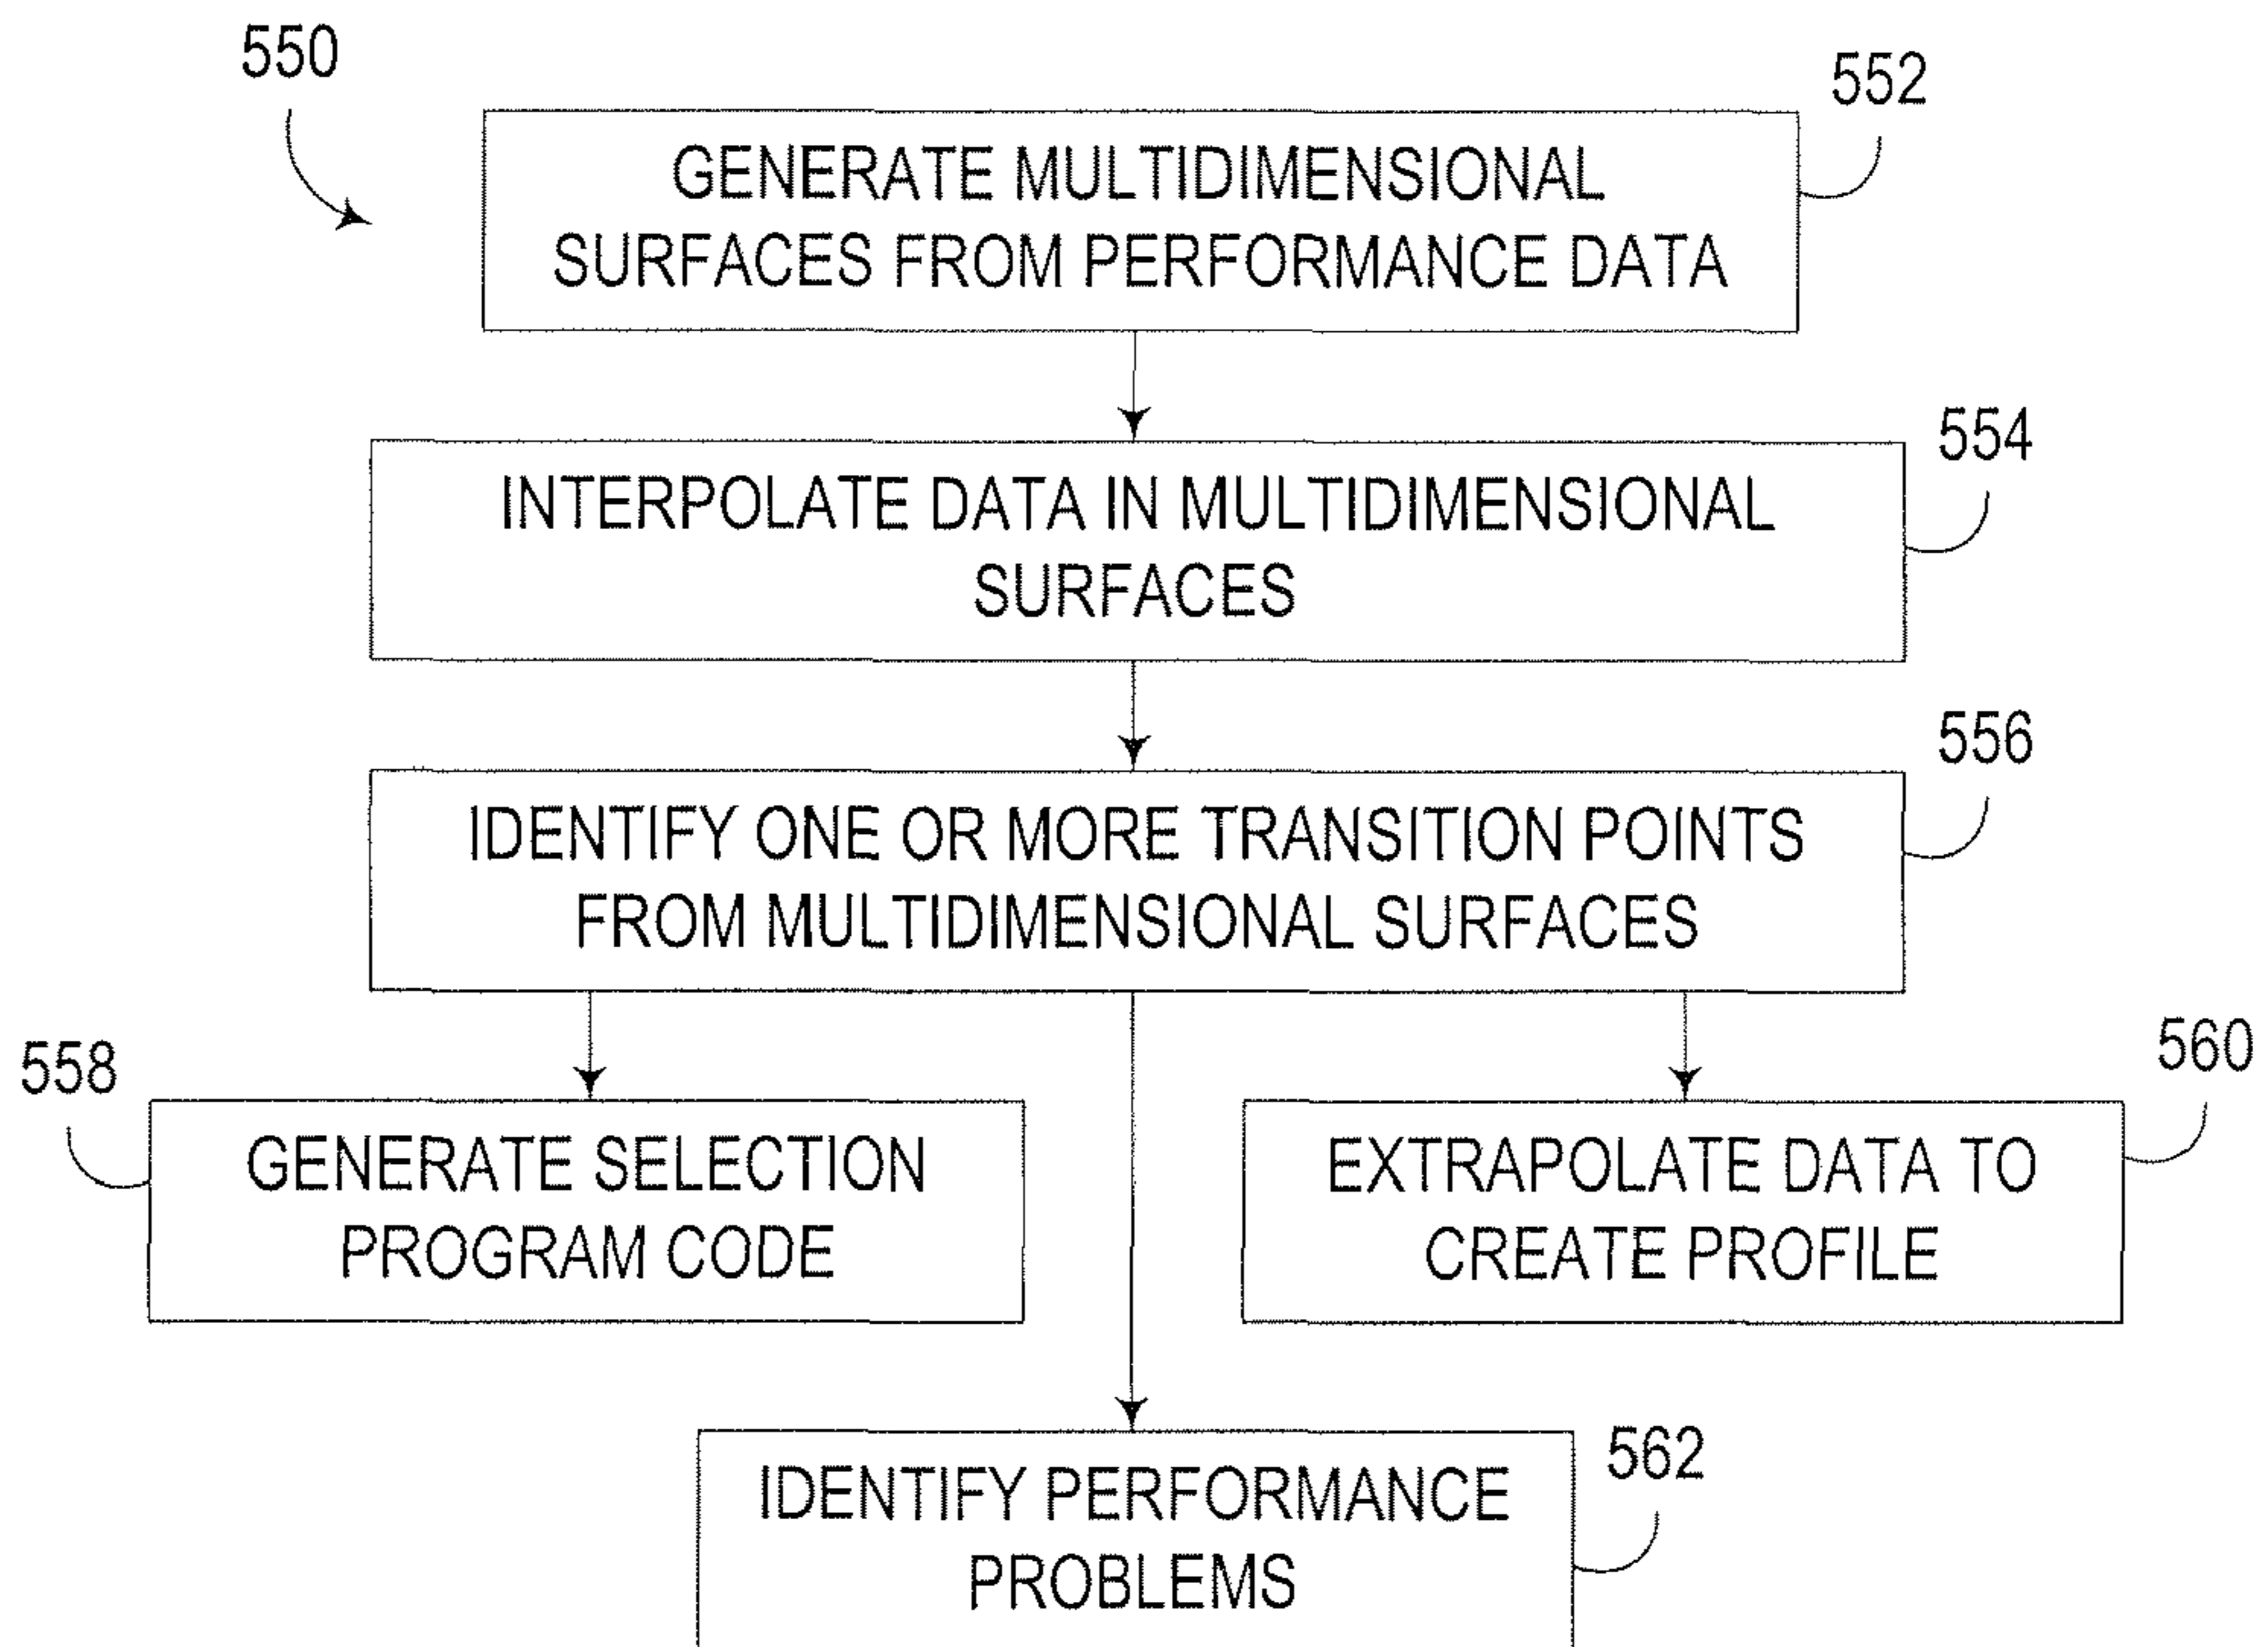 550
552
GENERATE MULTIDIMENSIONAL
SURFACES FROM PERFORMANCE DATA
554
INTERPOLATE DATA IN MULTIDIMENSIONAL
SURFACES
556
IDENTIFY ONE OR MORE TRANSITION POINTS
FROM MULTIDIMENSIONAL SURFACES
558
GENERATE SELECTION
PROGRAM CODE
560
EXTRAPOLATE DATA TO
CREATE PROFILE
562
IDENTIFY PERFORMANCE
PROBLEMS